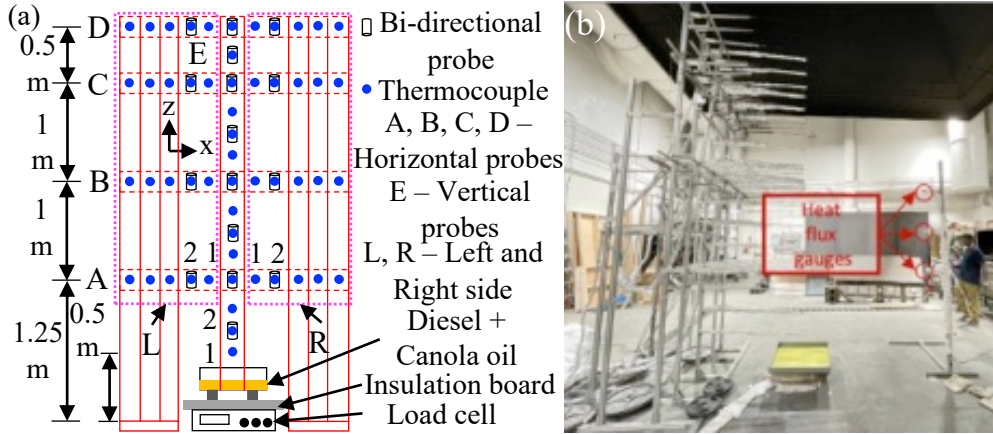 (a)
D
0.5
m
C
1
m
B
1
m
A
1.25
m
0.5
m
z
x
E
2 1
1 2
2
1
L
R
Bi-directional
probe
Thermocouple
A, B, C, D –
Horizontal probes
E – Vertical
probes
L, R – Left and
Right side
Diesel +
Canola oil
Insulation board
Load cell
(b)
Heat
flux
gauges